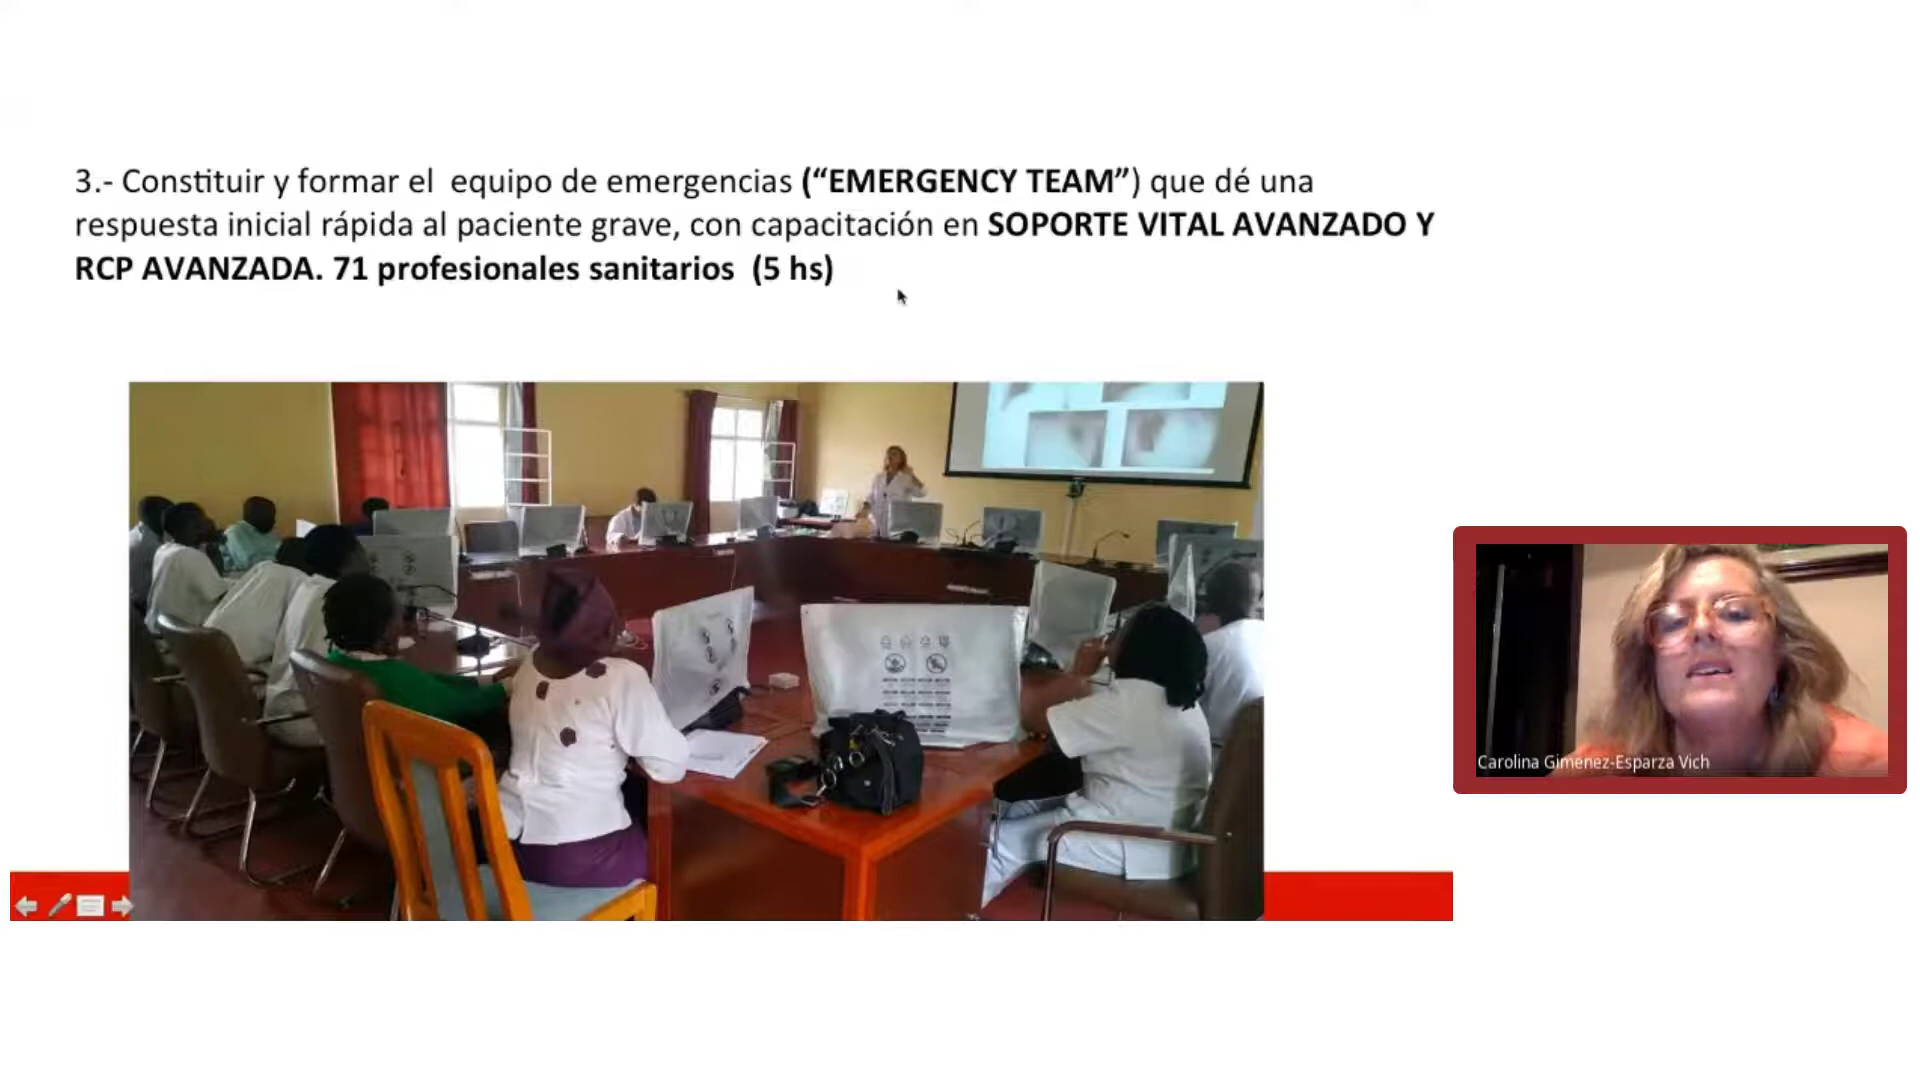 3.- Constituir y formar el  equipo de emergencias (“EMERGENCY TEAM”) que dé una
respuesta inicial rápida al paciente grave, con capacitación en SOPORTE VITAL AVANZADO Y
RCP AVANZADA. 71 profesionales sanitarios  (5 hs)
Carolina Gimenez-Esparza Vich